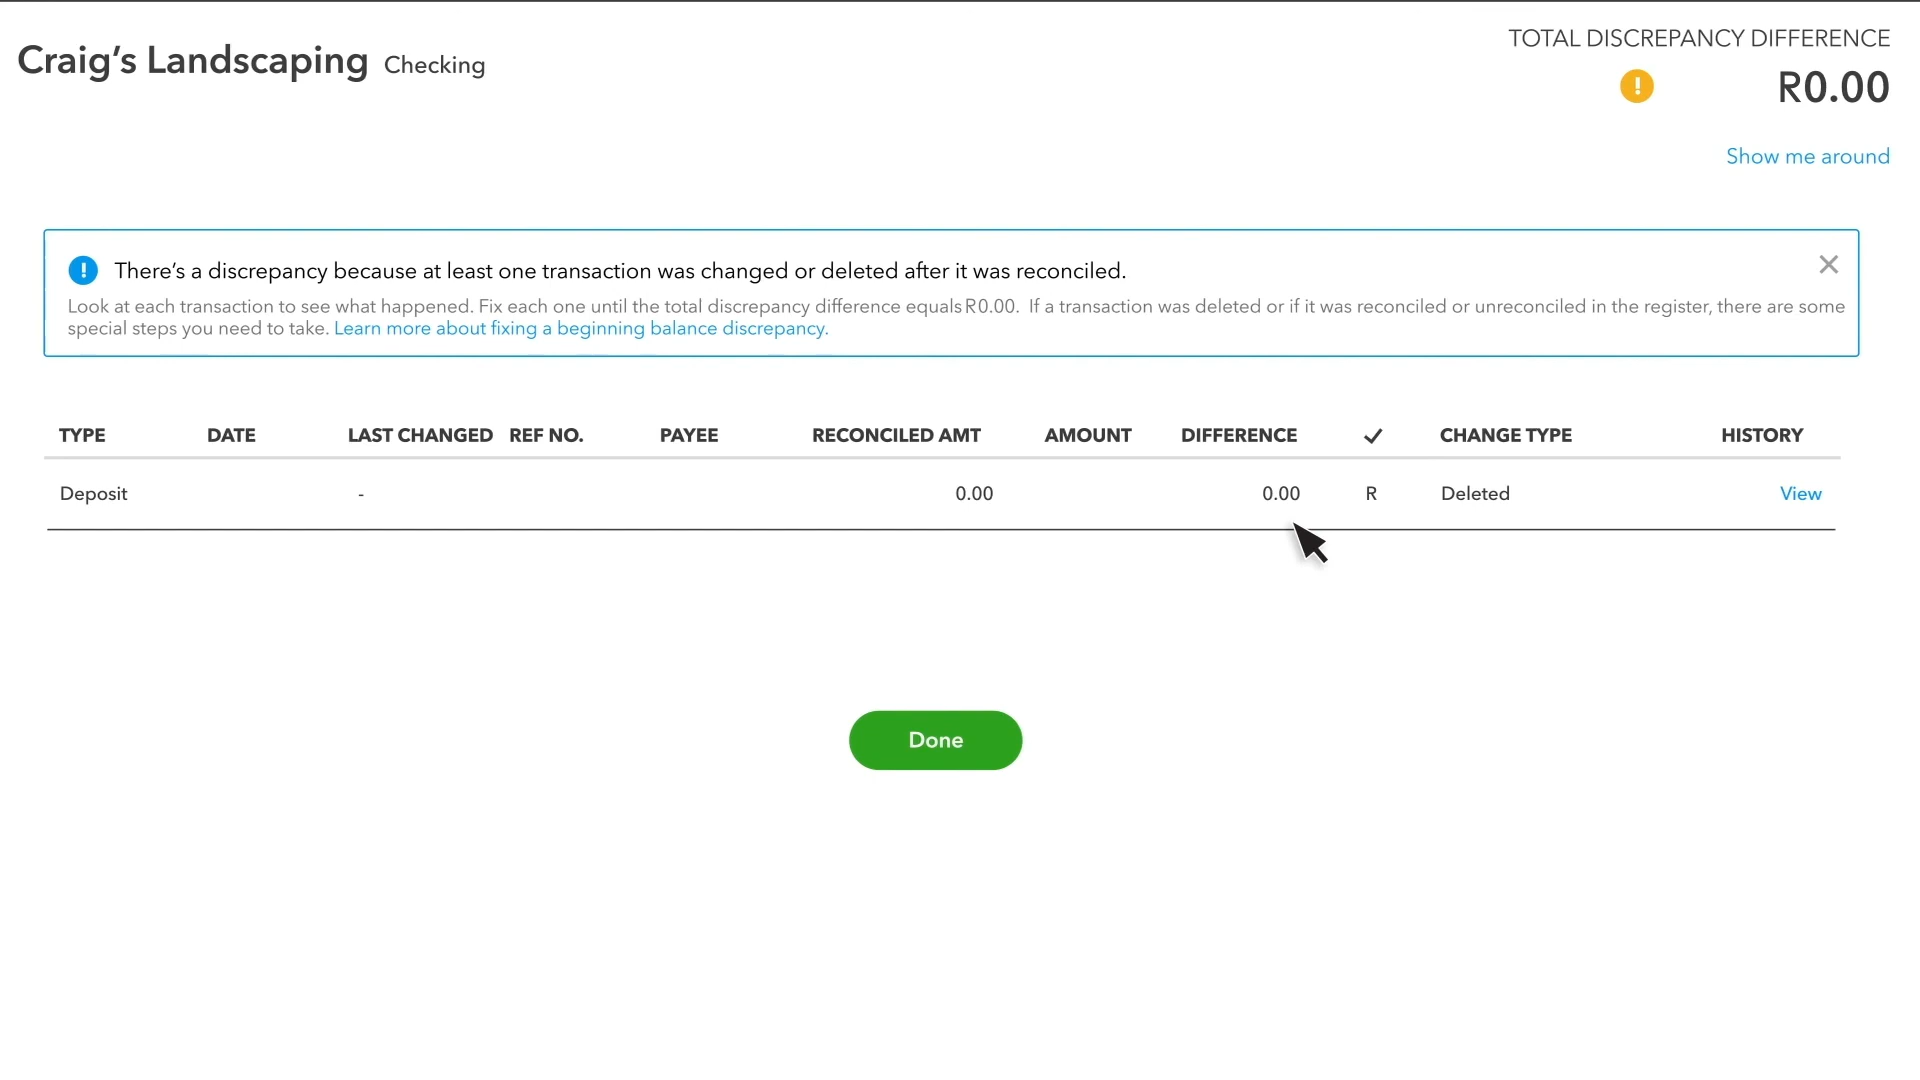 Craig’s Landscaping Checking
TOTAL DISCREPANCY DIFFERENCE
! R0.00
Show me around
! There’s a discrepancy because at least one transaction was changed or deleted after it was reconciled.
Look at each transaction to see what happened. Fix each one until the total discrepancy difference equals R0.00. If a transaction was deleted or if it was reconciled or unreconciled in the register, there are some
special steps you need to take. Learn more about fixing a beginning balance discrepancy.
TYPE DATE LAST CHANGED REF NO. PAYEE RECONCILED AMT AMOUNT DIFFERENCE ✓ CHANGE TYPE HISTORY
Deposit - 0.00 0.00 R Deleted View
Done